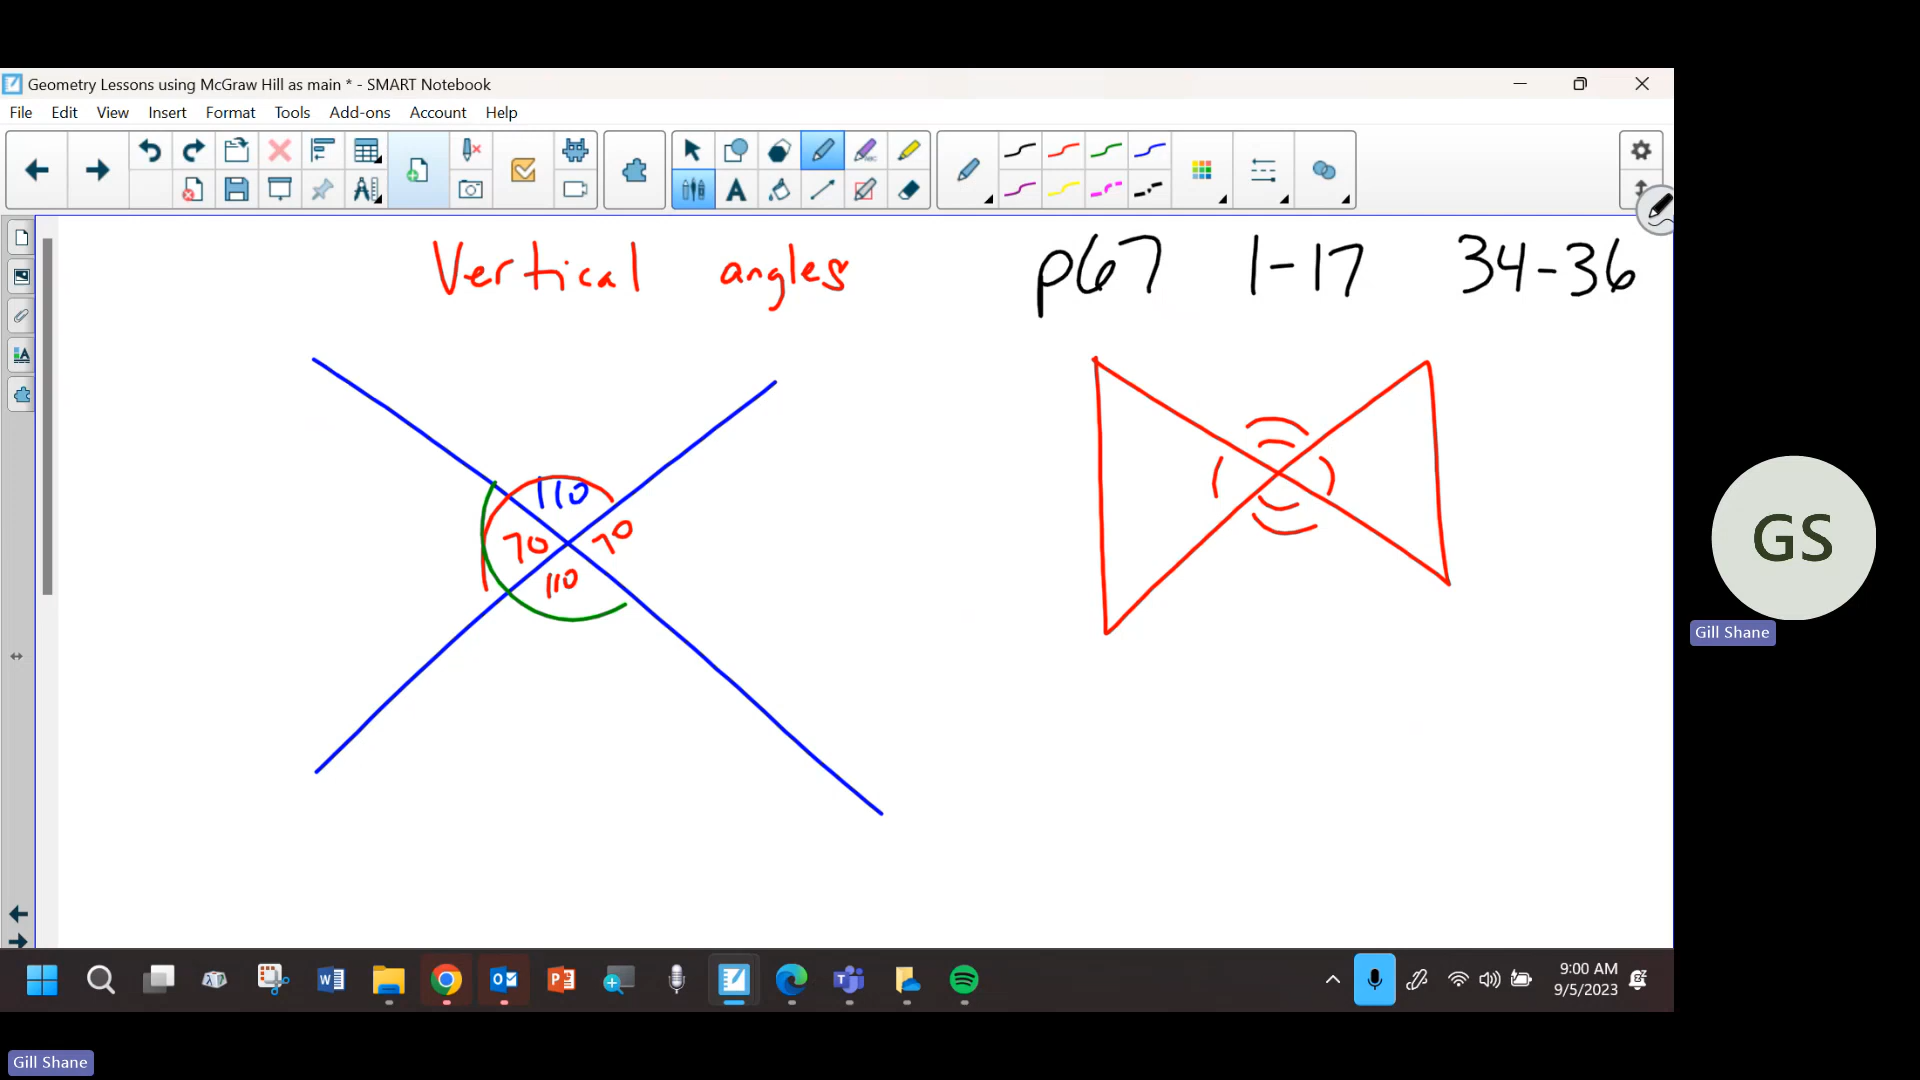 Geometry Lessons using McGraw Hill as main * - SMART Notebook
File Edit View Insert Format Tools Add-ons Account Help
Vertical angles p67 1-17 34-36
110
70 70
110
GS
Gill Shane
9:00 AM
9/5/2023
Gill Shane